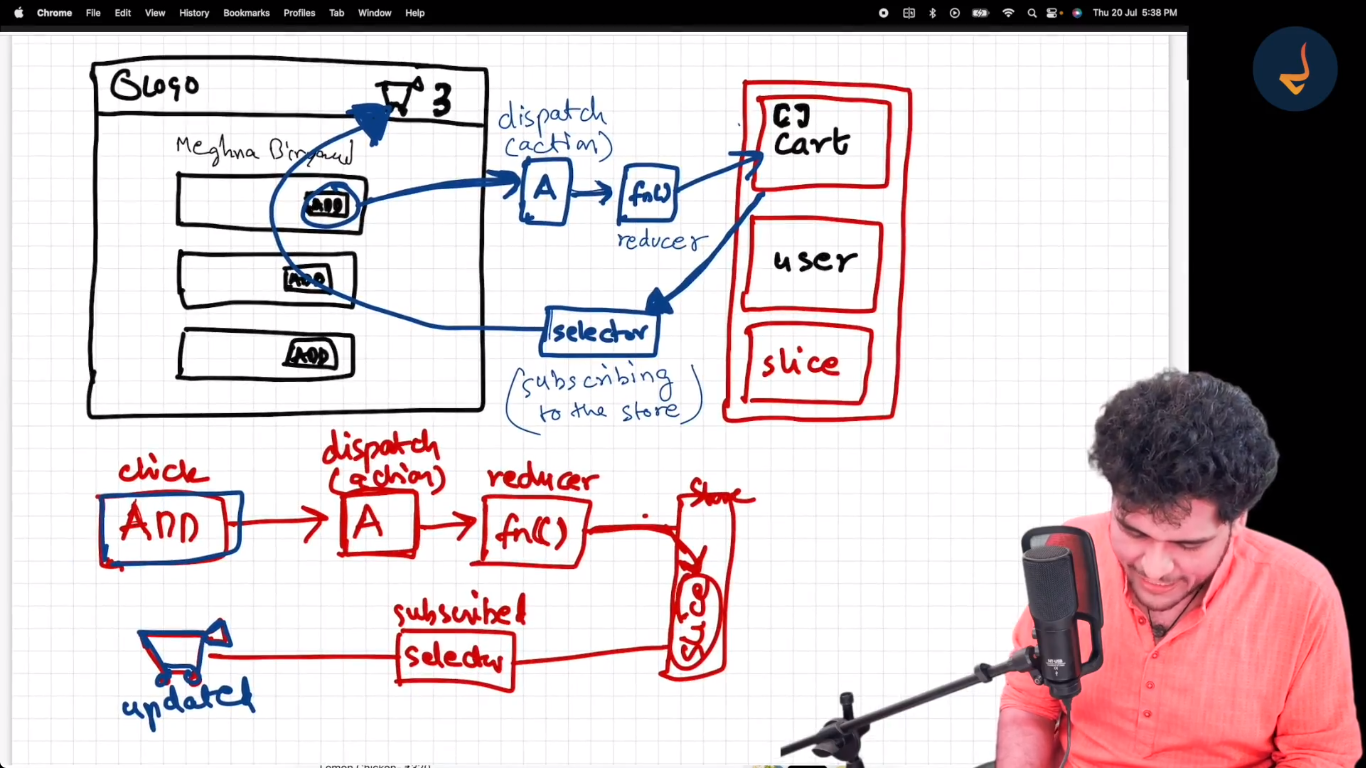 Chrome File Edit View History Bookmarks Profiles Tab Window Help
Thu 20 Jul 5:38 PM
Logo
3
Meghna
ADD
ADD
ADD
dispatch
(action)
A
fn()
reducer
[]
cart
user
slice
selector
(subscribing
to the store)
click
ADD
dispatch
(action)
A
reducer
fn()
Store
slice
subscribed
selector
updated